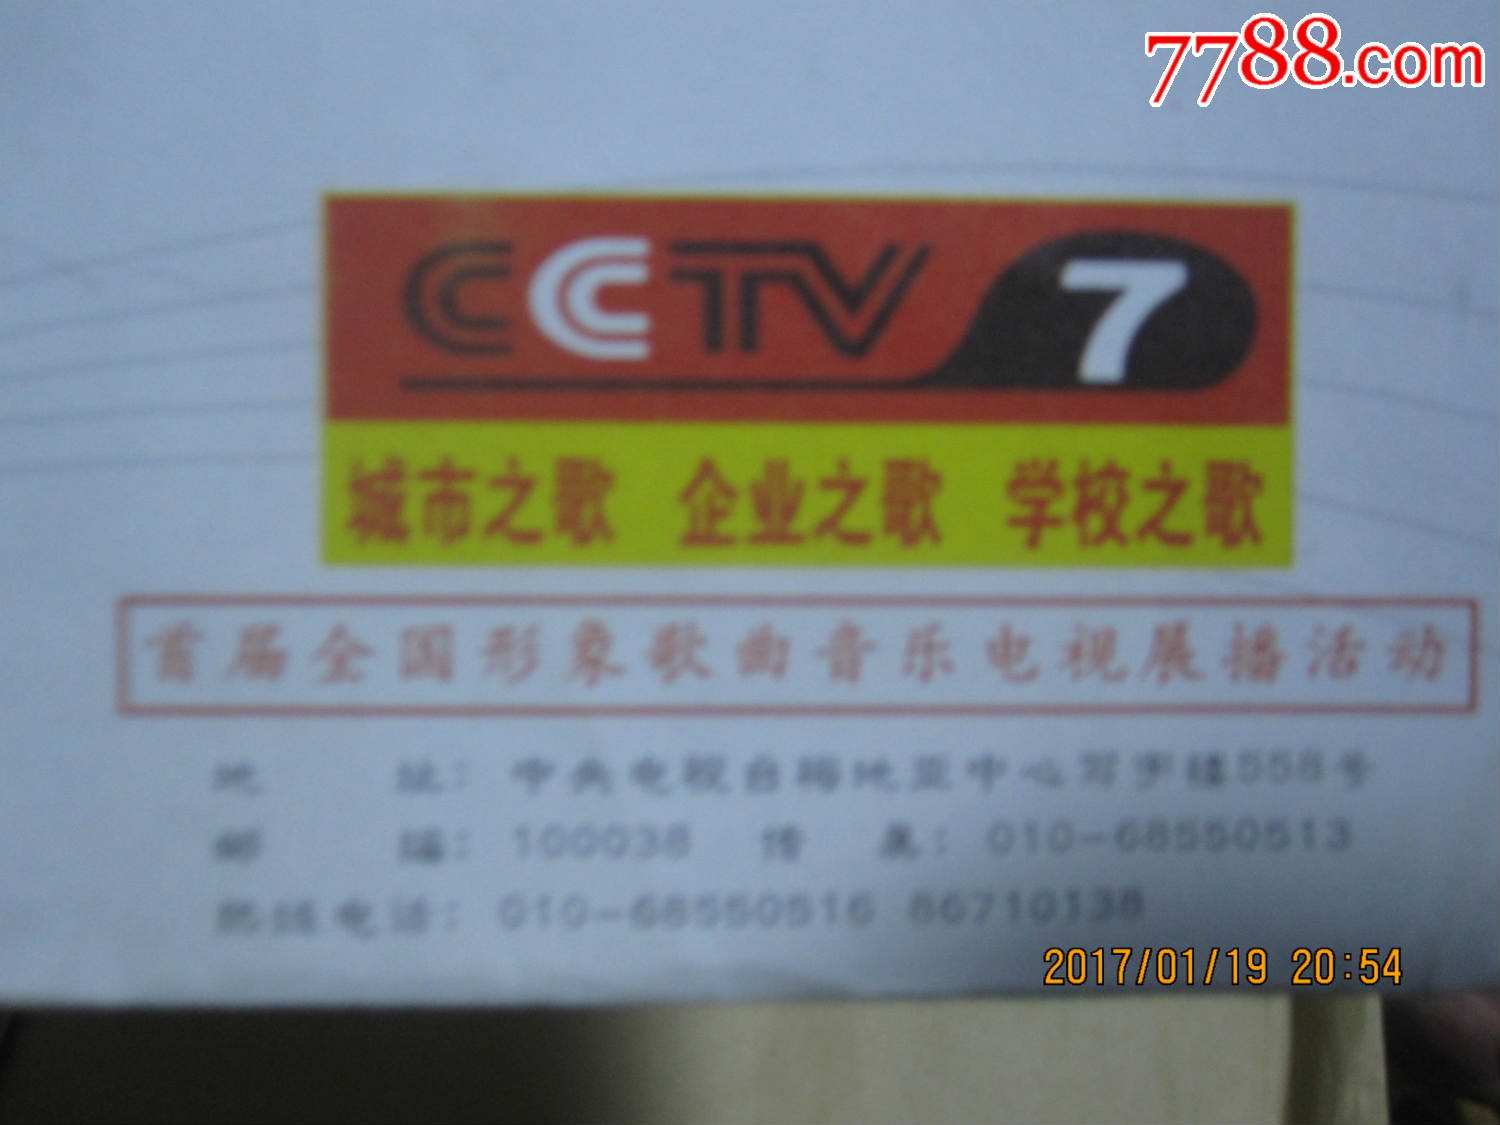 7788.com
CCTV 7
城市之歌 企业之歌 学校之歌
首届全国形象歌曲音乐电视展播活动
地 址: 中央电视台梅地亚中心写字楼558号
邮 编: 100038 传 真: 010-68550513
热线电话: 010-68550516 86710138
2017/01/19 20:54